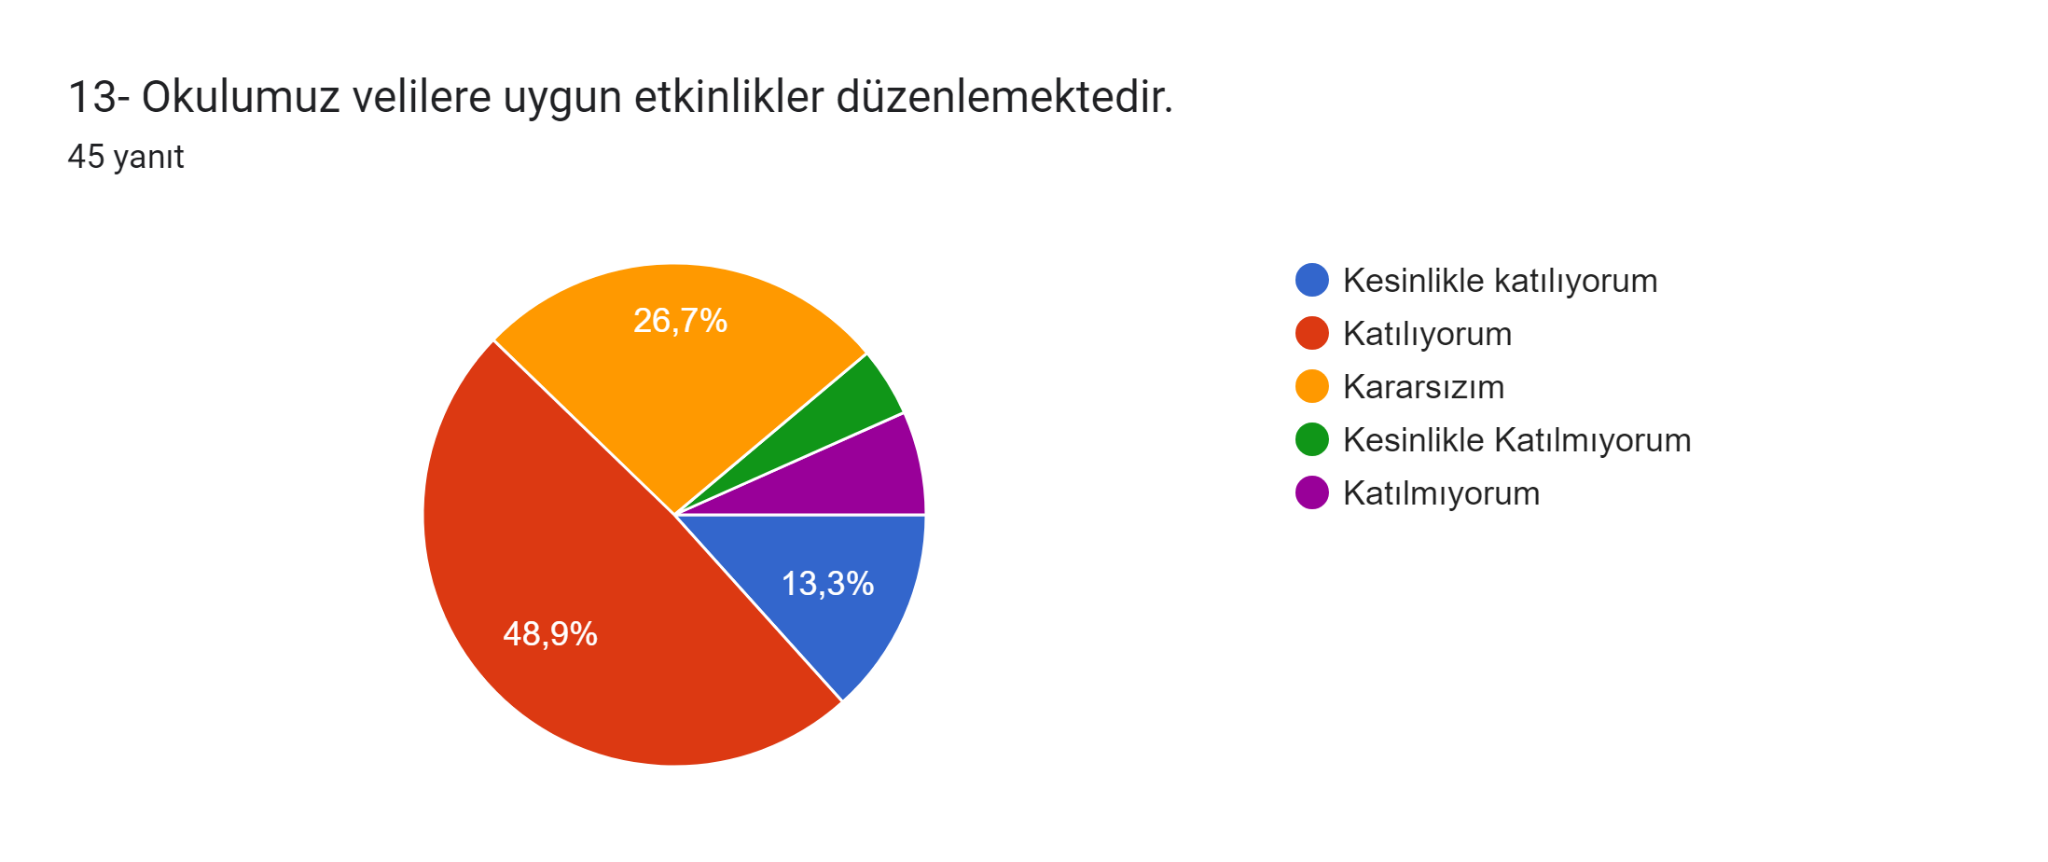 13- Okulumuz velilere uygun etkinlikler düzenlemektedir.
45 yanıt
Kesinlikle katılıyorum
Katılıyorum
Kararsızım
Kesinlikle Katılmıyorum
Katılmıyorum
26,7%
13,3%
48,9%